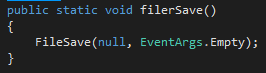 public static void filerSave()
{
FileSave(null, EventArgs.Empty);
}